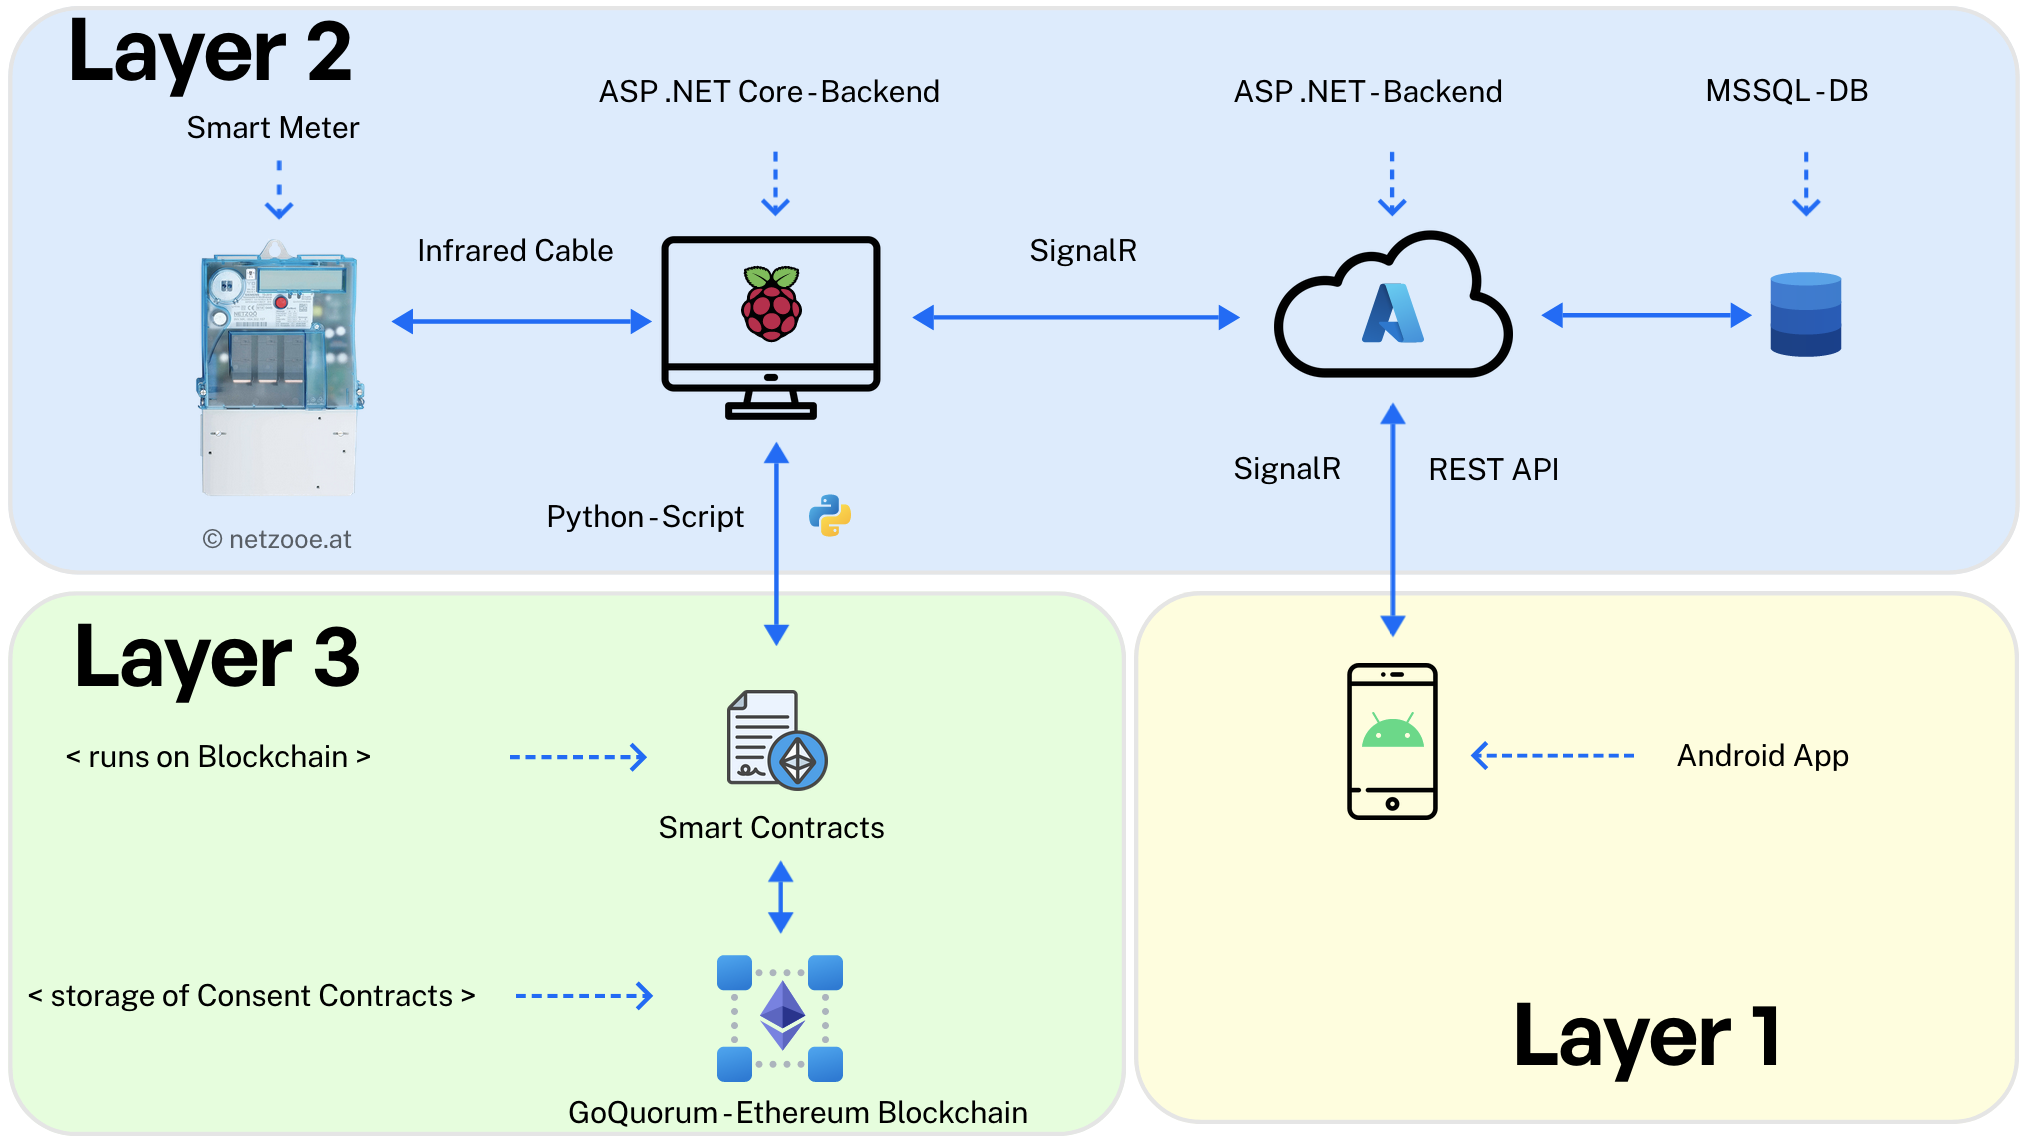 Layer 2
Smart Meter
ASP .NET Core - Backend
ASP .NET - Backend
MSSQL - DB
Infrared Cable
SignalR
NETZOO
© netzooe.at
Python - Script
SignalR
REST API
Layer 3
< runs on Blockchain >
Smart Contracts
< storage of Consent Contracts >
GoQuorum - Ethereum Blockchain
Android App
Layer 1